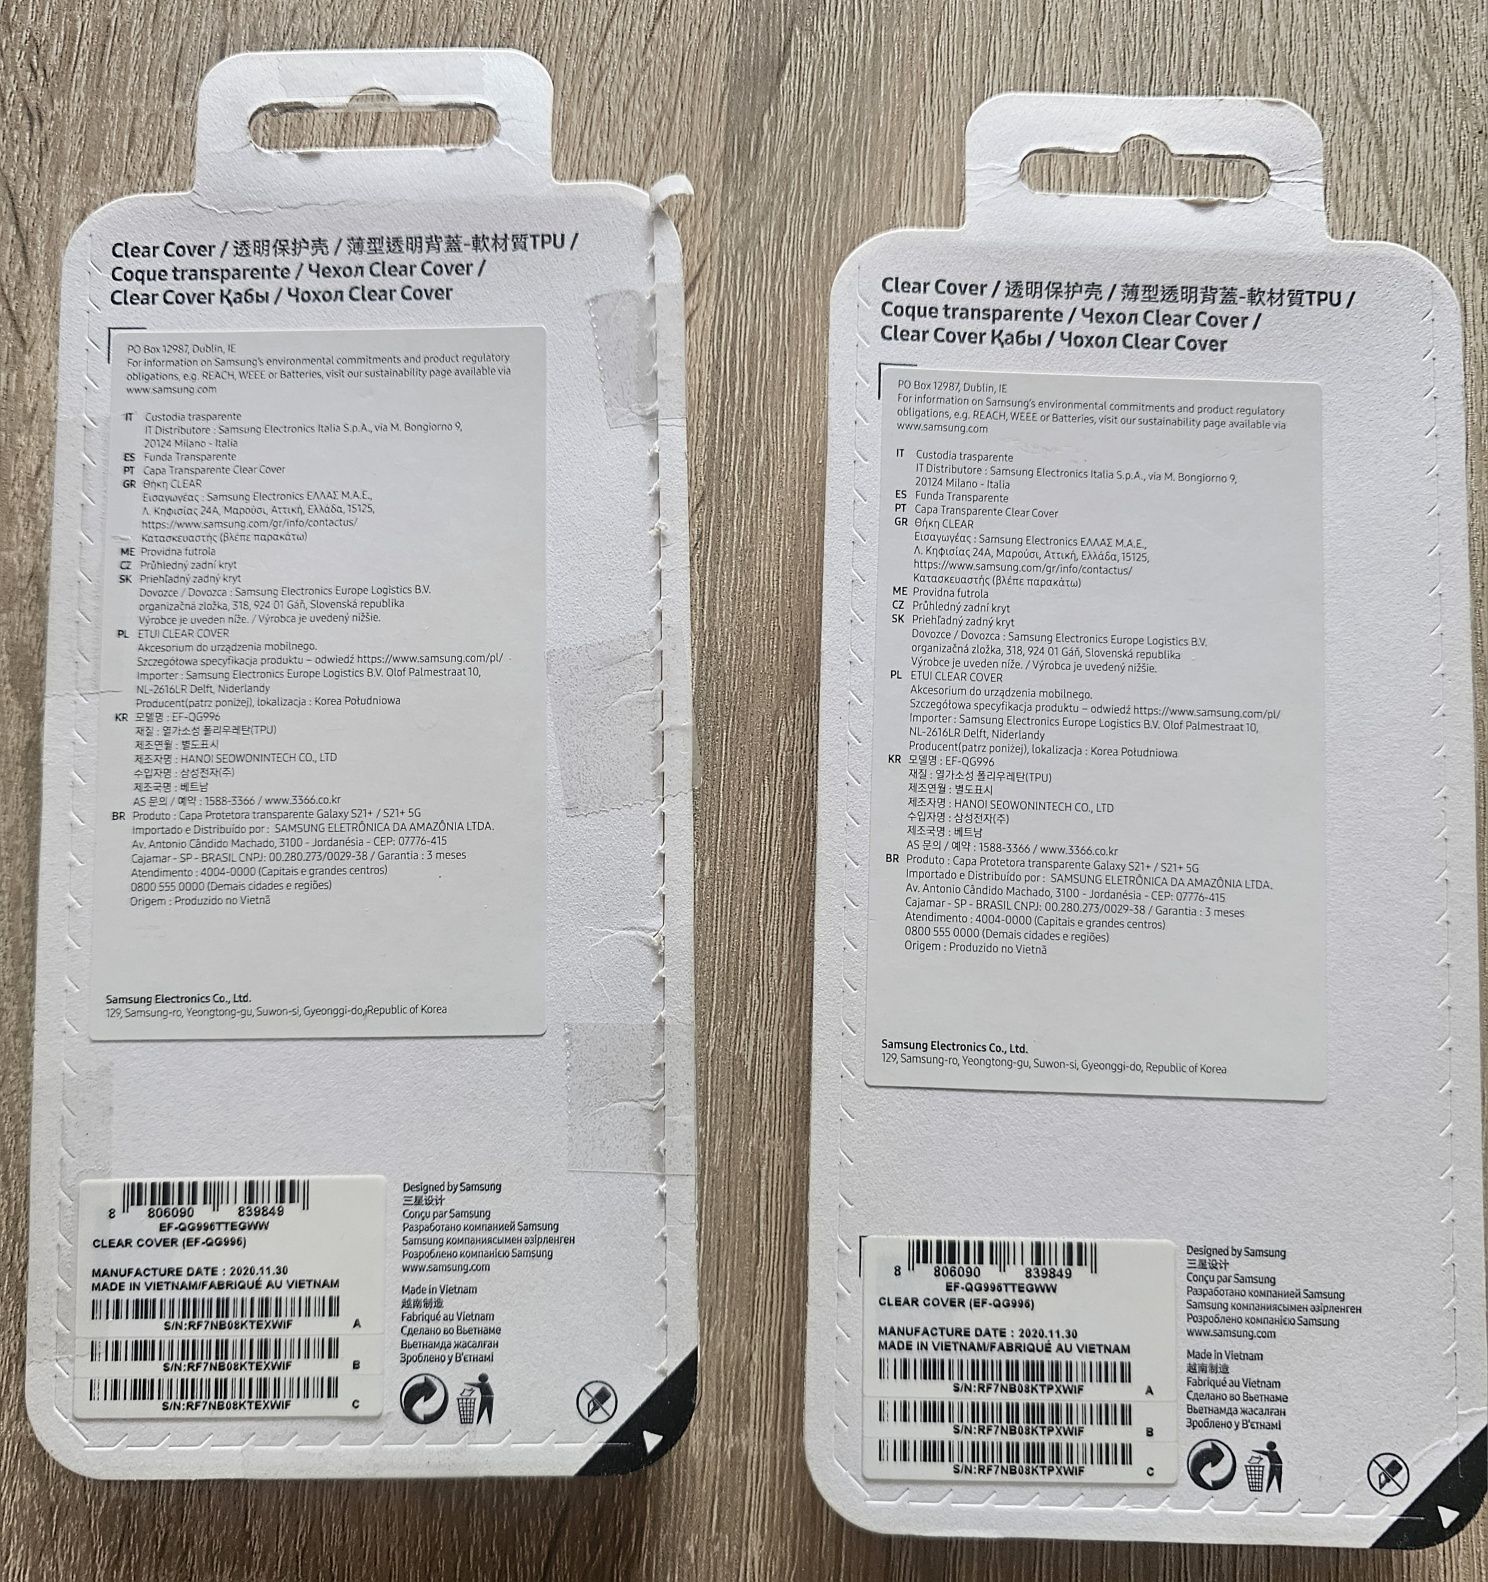 Clear Cover / 透明保护壳 / 薄型透明背蓋-軟材質TPU /
Coque transparente / Чехол Clear Cover /
Clear Cover Қабы / Чохол Clear Cover
PO Box 12987, Dublin, IE
For information on Samsung's environmental commitments and product regulatory
obligations, e.g. REACH, WEEE or Batteries, visit our sustainability page available via
www.samsung.com
IT Custodia trasparente
IT Distributore : Samsung Electronics Italia S.p.A., via M. Bongiorno 9,
20124 Milano - Italia
ES Funda Transparente
PT Capa Transparente Clear Cover
GR Θήκη CLEAR
Εισαγωγέας : Samsung Electronics ΕΛΛΑΣ Μ.Α.Ε.,
Λ. Κηφισίας 24Α, Μαρούσι, Αττική, Ελλάδα, 15125,
https://www.samsung.com/gr/info/contactus/
Κατασκευαστής (βλέπε παρακάτω)
ME Providna futrola
CZ Průhledný zadní kryt
SK Priehľadný zadný kryt
Dovozce / Dovozca : Samsung Electronics Europe Logistics B.V.
organizačná zložka, 318, 924 01 Gáň, Slovenská republika
Výrobce je uveden níže. / Výrobca je uvedený nižšie.
PL ETUI CLEAR COVER
Akcesorium do urządzenia mobilnego.
Szczegółowa specyfikacja produktu – odwiedź https://www.samsung.com/pl/
Importer : Samsung Electronics Europe Logistics B.V. Olof Palmestraat 10,
NL-2616LR Delft, Niderlandy
Producent(patrz poniżej), lokalizacja : Korea Południowa
KR 모델명 : EF-QG996
재질 : 열가소성 폴리우레탄(TPU)
제조연월 : 별도표시
제조자명 : HANOI SEOWONINTECH CO., LTD
수입자명 : 삼성전자(주)
제조국명 : 베트남
AS 문의 / 예약 : 1588-3366 / www.3366.co.kr
BR Produto : Capa Protetora transparente Galaxy S21+ / S21+ 5G
Importado e Distribuído por : SAMSUNG ELETRÔNICA DA AMAZÔNIA LTDA.
Av. Antonio Cândido Machado, 3100 - Jordanésia - CEP: 07776-415
Cajamar - SP - BRASIL CNPJ: 00.280.273/0029-38 / Garantia : 3 meses
Atendimento : 4004-0000 (Capitais e grandes centros)
0800 555 0000 (Demais cidades e regiões)
Origem : Produzido no Vietnã
Samsung Electronics Co., Ltd.
129, Samsung-ro, Yeongtong-gu, Suwon-si, Gyeonggi-do, Republic of Korea
8 806090 839849
EF-QG996TTEGWW
CLEAR COVER (EF-QG996)
MANUFACTURE DATE : 2020.11.30
MADE IN VIETNAM/FABRIQUÉ AU VIETNAM
S/N:RF7NB08KTEXWIF A
S/N:RF7NB08KTEXWIF B
S/N:RF7NB08KTEXWIF C
Designed by Samsung
三星设计
Conçu par Samsung
Разработано компанией Samsung
Samsung компаниясымен әзірленген
Розроблено компанією Samsung
www.samsung.com
Made in Vietnam
越南制造
Fabriqué au Vietnam
Сделано во Вьетнаме
Вьетнамда жасалған
Зроблено у В'єтнамі
Clear Cover / 透明保护壳 / 薄型透明背蓋-軟材質TPU /
Coque transparente / Чехол Clear Cover /
Clear Cover Қабы / Чохол Clear Cover
PO Box 12987, Dublin, IE
For information on Samsung's environmental commitments and product regulatory
obligations, e.g. REACH, WEEE or Batteries, visit our sustainability page available via
www.samsung.com
IT Custodia trasparente
IT Distributore : Samsung Electronics Italia S.p.A., via M. Bongiorno 9,
20124 Milano - Italia
ES Funda Transparente
PT Capa Transparente Clear Cover
GR Θήκη CLEAR
Εισαγωγέας : Samsung Electronics ΕΛΛΑΣ Μ.Α.Ε.,
Λ. Κηφισίας 24Α, Μαρούσι, Αττική, Ελλάδα, 15125,
https://www.samsung.com/gr/info/contactus/
Κατασκευαστής (βλέπε παρακάτω)
ME Providna futrola
CZ Průhledný zadní kryt
SK Priehľadný zadný kryt
Dovozce / Dovozca : Samsung Electronics Europe Logistics B.V.
organizačná zložka, 318, 924 01 Gáň, Slovenská republika
Výrobce je uveden níže. / Výrobca je uvedený nižšie.
PL ETUI CLEAR COVER
Akcesorium do urządzenia mobilnego.
Szczegółowa specyfikacja produktu – odwiedź https://www.samsung.com/pl/
Importer : Samsung Electronics Europe Logistics B.V. Olof Palmestraat 10,
NL-2616LR Delft, Niderlandy
Producent(patrz poniżej), lokalizacja : Korea Południowa
KR 모델명 : EF-QG996
재질 : 열가소성 폴리우레탄(TPU)
제조연월 : 별도표시
제조자명 : HANOI SEOWONINTECH CO., LTD
수입자명 : 삼성전자(주)
제조국명 : 베트남
AS 문의 / 예약 : 1588-3366 / www.3366.co.kr
BR Produto : Capa Protetora transparente Galaxy S21+ / S21+ 5G
Importado e Distribuído por : SAMSUNG ELETRÔNICA DA AMAZÔNIA LTDA.
Av. Antonio Cândido Machado, 3100 - Jordanésia - CEP: 07776-415
Cajamar - SP - BRASIL CNPJ: 00.280.273/0029-38 / Garantia : 3 meses
Atendimento : 4004-0000 (Capitais e grandes centros)
0800 555 0000 (Demais cidades e regiões)
Origem : Produzido no Vietnã
Samsung Electronics Co., Ltd.
129, Samsung-ro, Yeongtong-gu, Suwon-si, Gyeonggi-do, Republic of Korea
8 806090 839849
EF-QG996TTEGWW
CLEAR COVER (EF-QG996)
MANUFACTURE DATE : 2020.11.30
MADE IN VIETNAM/FABRIQUÉ AU VIETNAM
S/N:RF7NB08KTPXWIF A
S/N:RF7NB08KTPXWIF B
S/N:RF7NB08KTPXWIF C
Designed by Samsung
三星设计
Conçu par Samsung
Разработано компанией Samsung
Samsung компаниясымен әзірленген
Розроблено компанією Samsung
www.samsung.com
Made in Vietnam
越南制造
Fabriqué au Vietnam
Сделано во Вьетнаме
Вьетнамда жасалған
Зроблено у В'єтнамі